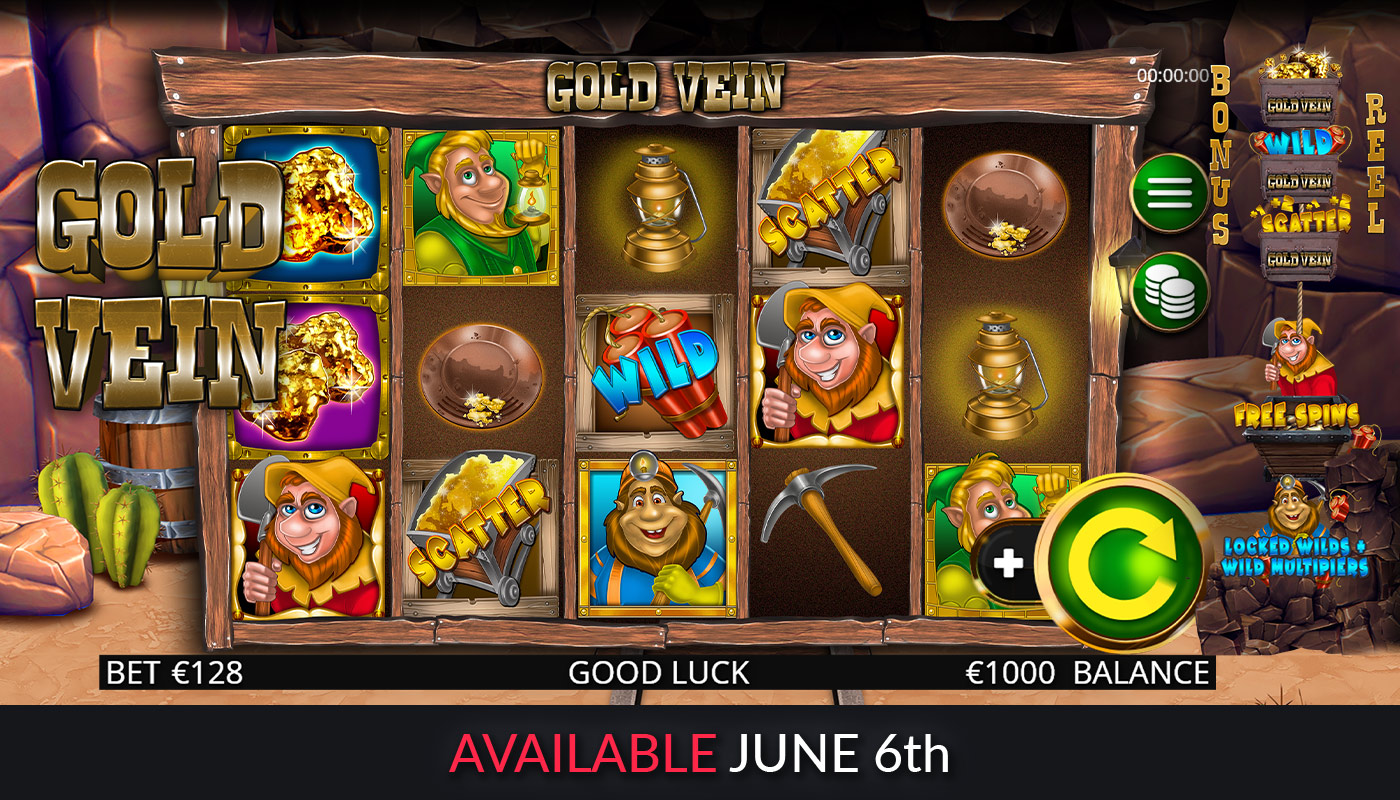 GOLD VEIN
00:00:00
BONUS
REEL
GOLD VEIN
WILD
GOLD VEIN
SCATTER
GOLD VEIN
GOLD
VEIN
SCATTER
WILD
SCATTER
FREE SPINS
LOCKED WILDS +
WILD MULTIPIERS
BET €128
GOOD LUCK
€1000 BALANCE
AVAILABLE JUNE 6th